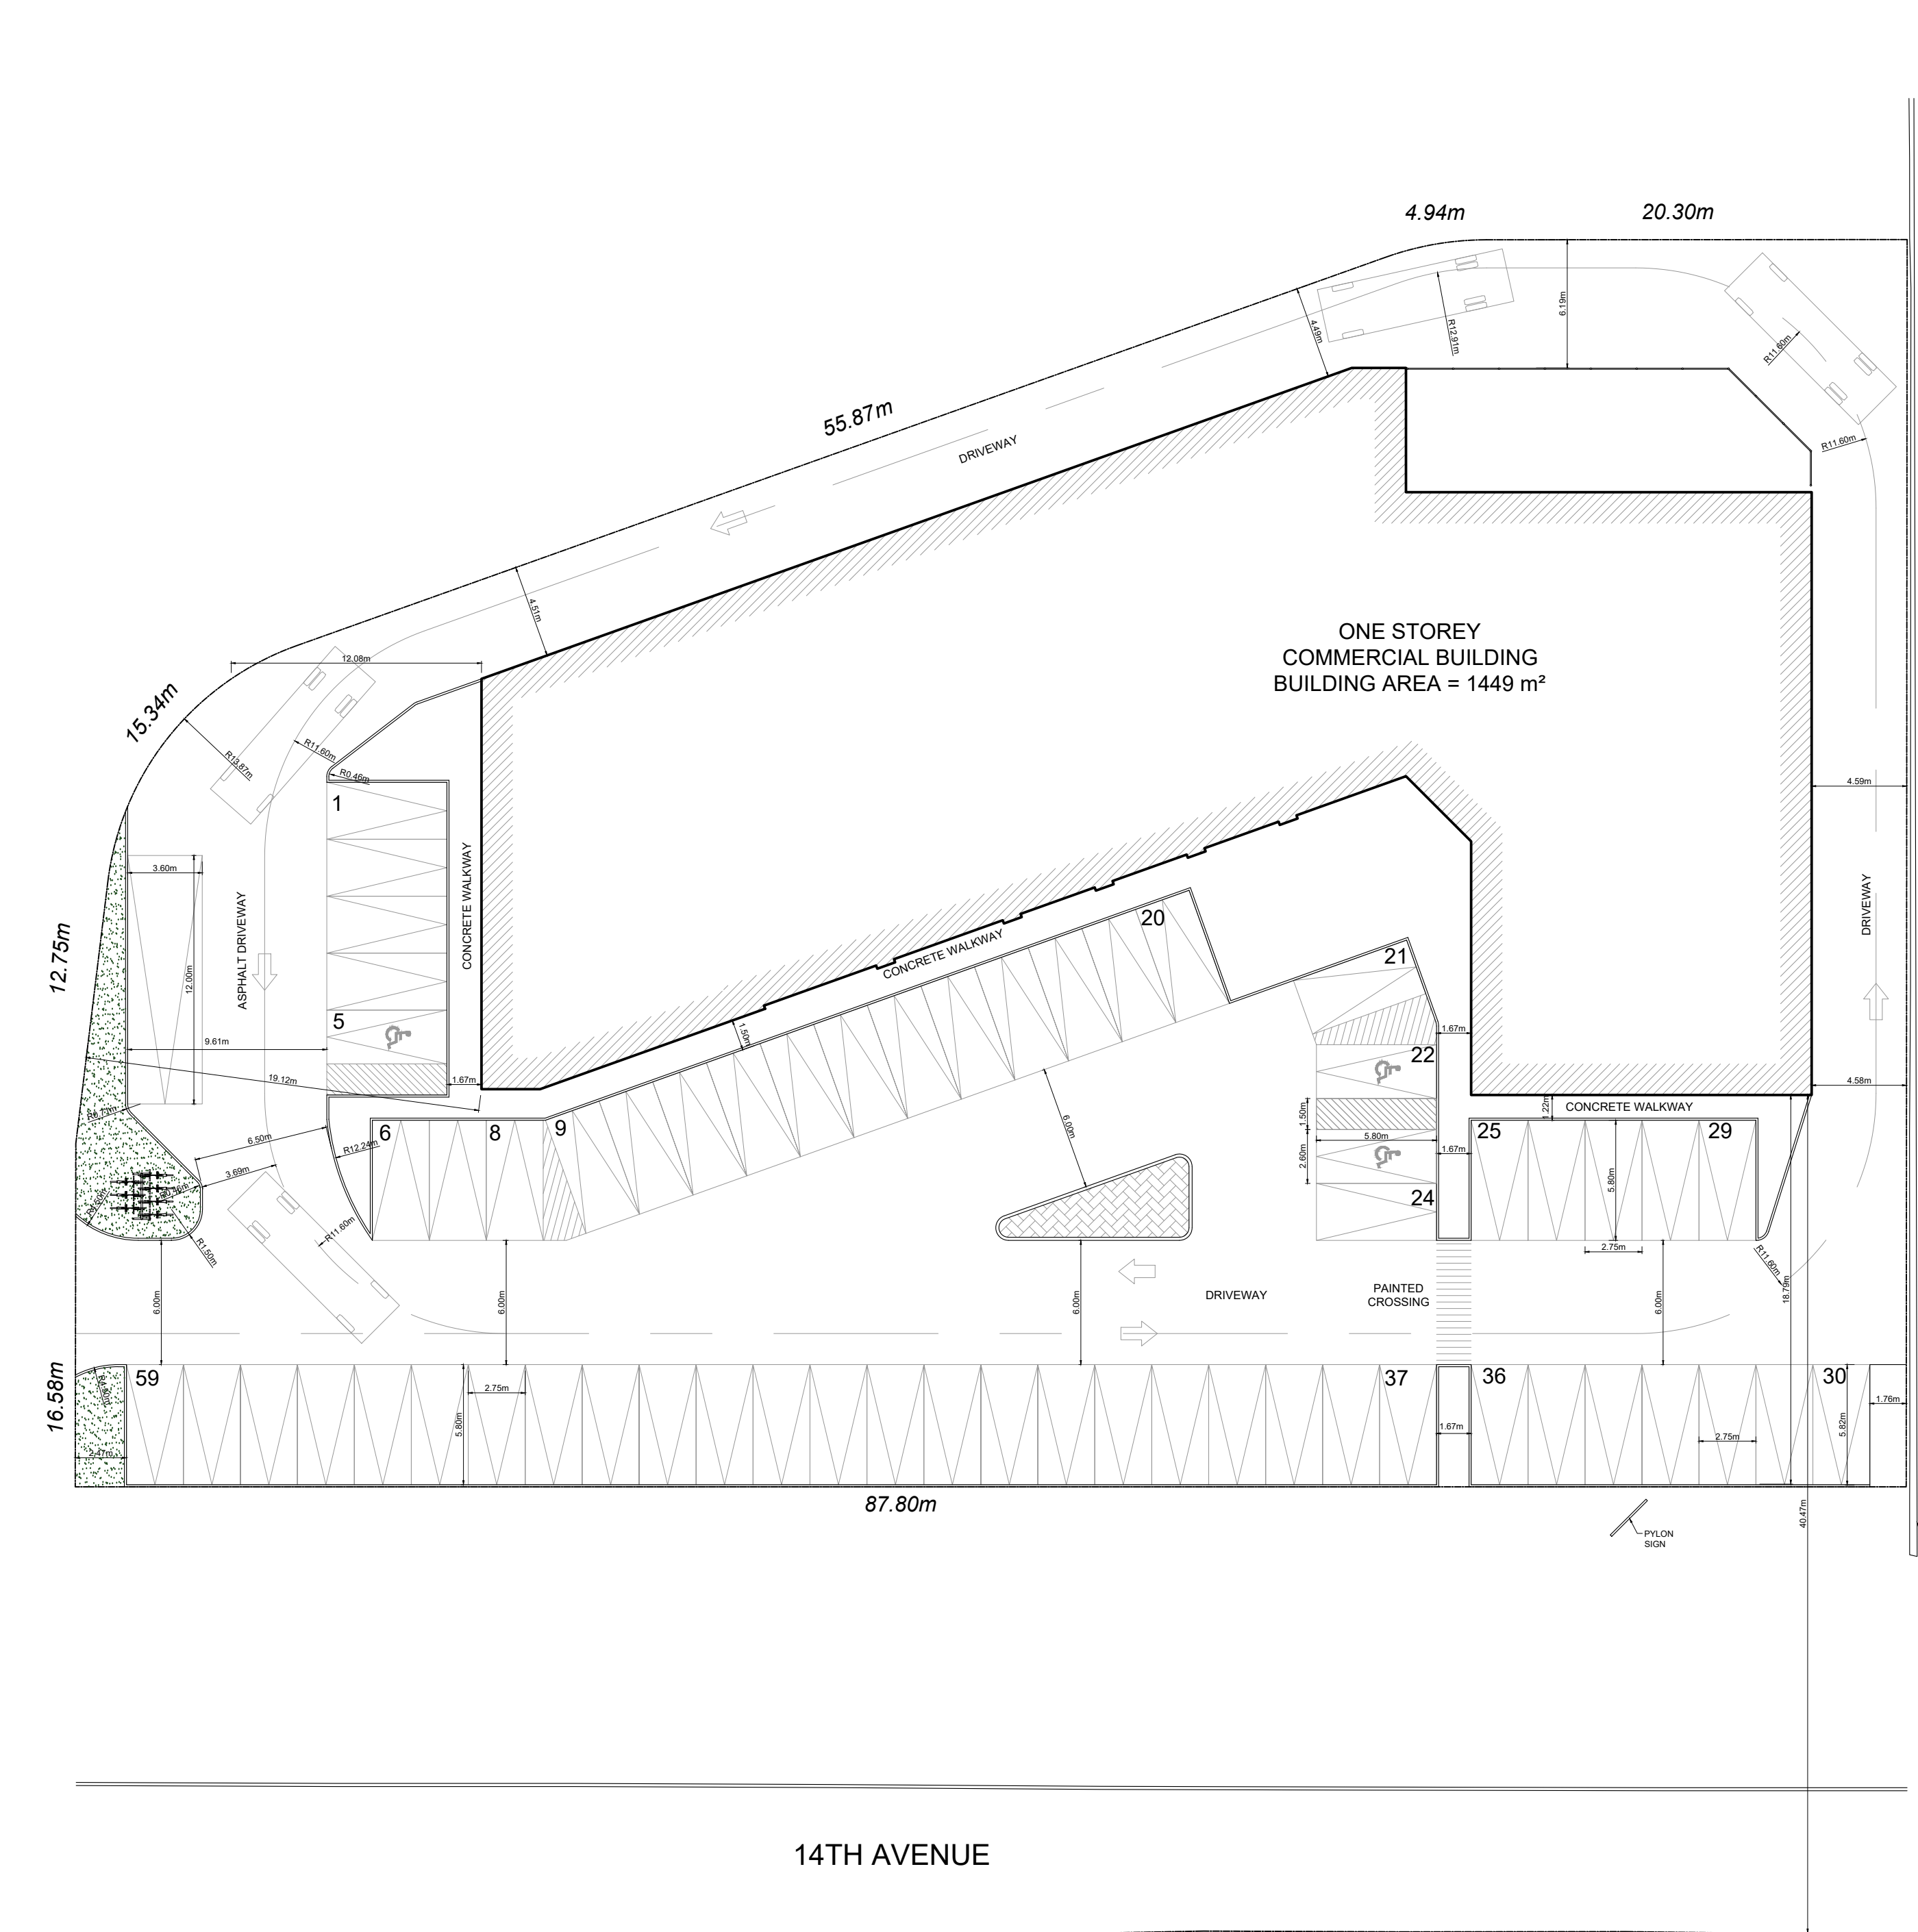 4.94m
20.30m
6.19m
4.49m
R12.91m
R11.60m
R11.60m
55.87m
DRIVEWAY
4.51m
ONE STOREY
COMMERCIAL BUILDING
BUILDING AREA = 1449 m²
12.08m
15.34m
R13.87m
R11.60m
R0.46m
4.59m
1
3.60m
CONCRETE WALKWAY
ASPHALT DRIVEWAY
12.00m
12.75m
DRIVEWAY
20
CONCRETE WALKWAY
21
5
9.61m
1.50m
1.67m
22
19.12m
1.67m
4.58m
1.50m
1.22m
CONCRETE WALKWAY
6
8
9
25
29
6.50m
R12.24m
6.00m
5.80m
1.67m
3.69m
2.60m
5.80m
24
R1.50m
R11.60m
2.75m
R11.60m
18.79m
6.00m
6.00m
6.00m
6.00m
DRIVEWAY
PAINTED
CROSSING
16.58m
59
37
36
30
2.75m
1.76m
5.80m
1.67m
2.75m
5.82m
2.47m
87.80m
40.47m
PYLON
SIGN
14TH AVENUE